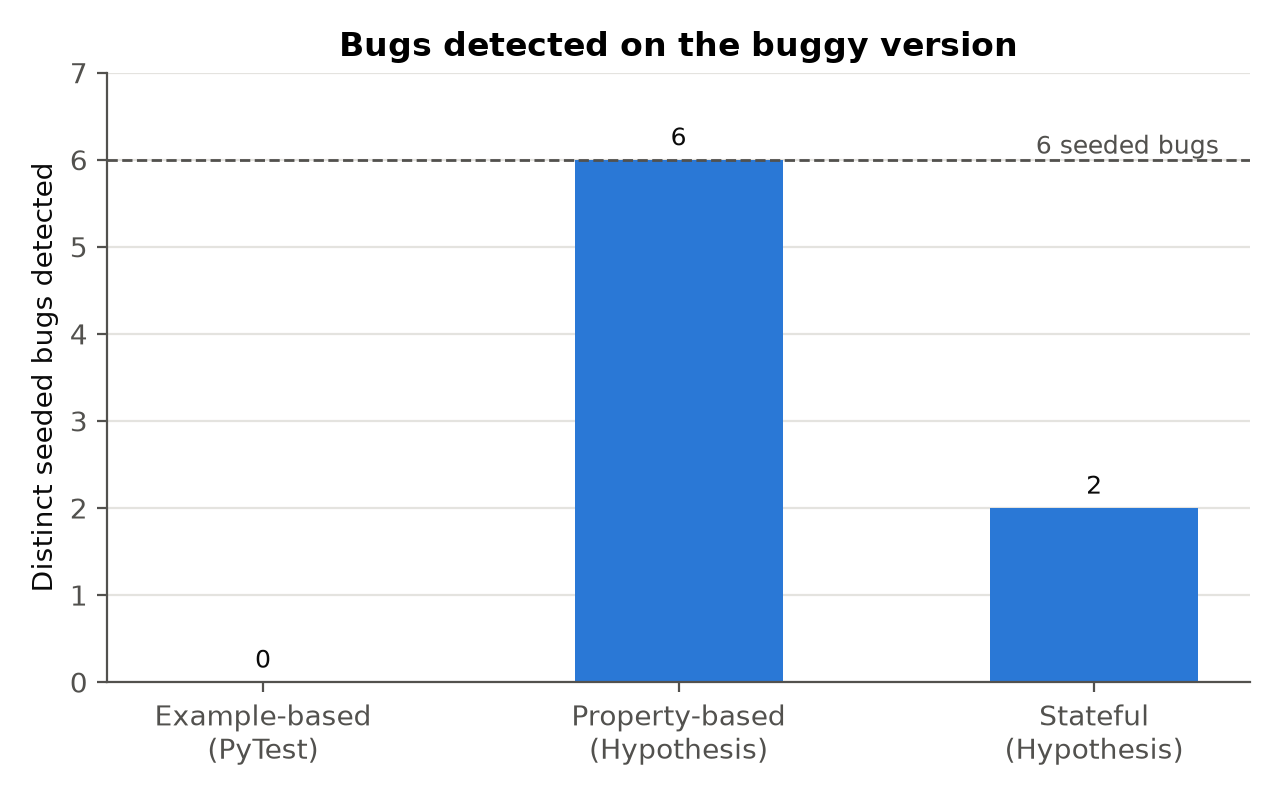 Bugs detected on the buggy version
Distinct seeded bugs detected
7
6
5
4
3
2
1
0
6 seeded bugs
0
6
2
Example-based
(PyTest)
Property-based
(Hypothesis)
Stateful
(Hypothesis)